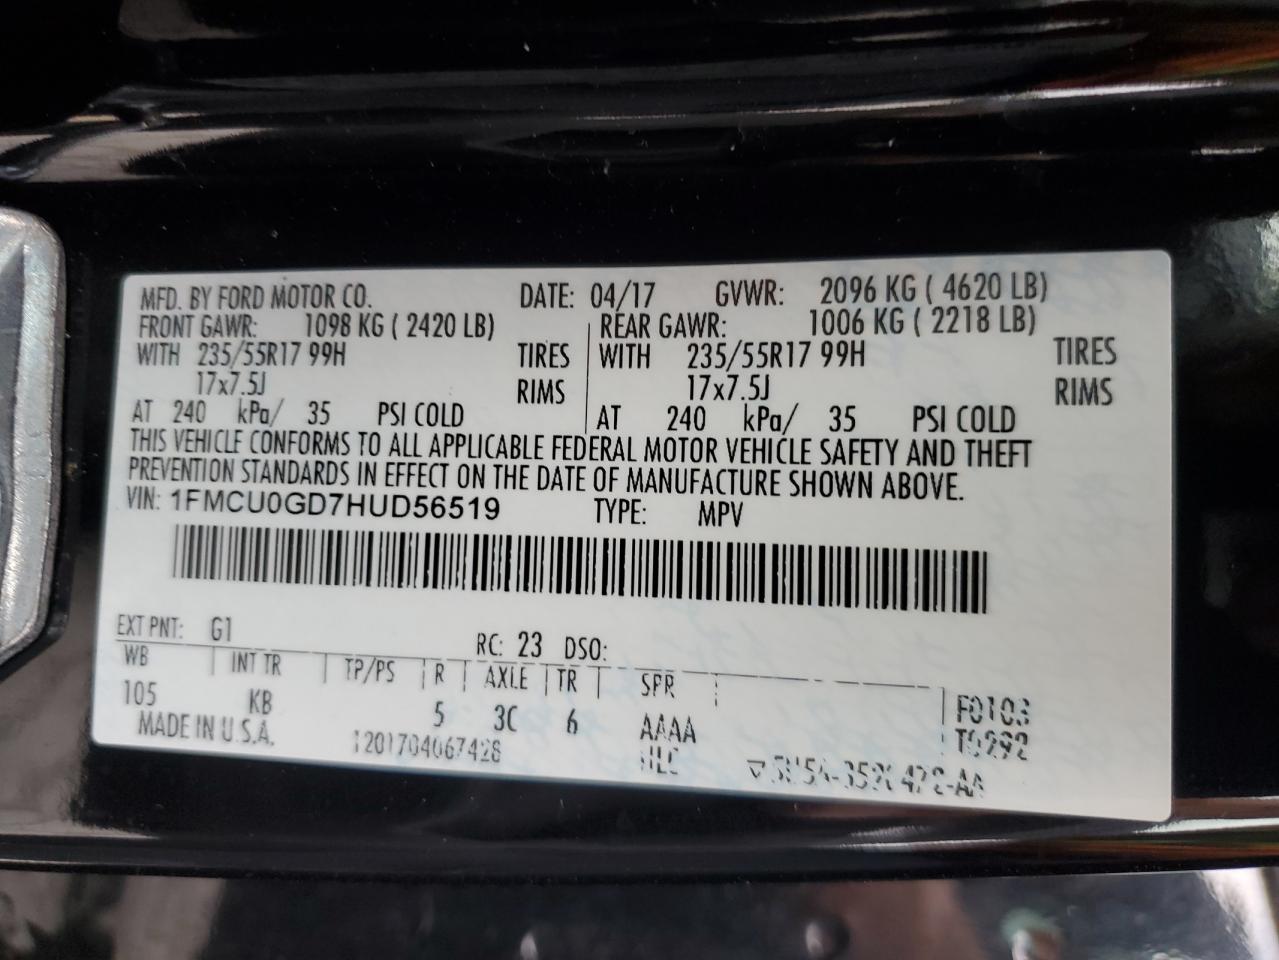 MFD. BY FORD MOTOR CO. DATE: 04/17 GVWR: 2096 KG ( 4620 LB)
FRONT GAWR: 1098 KG ( 2420 LB) REAR GAWR: 1006 KG ( 2218 LB)
WITH 235/55R17 99H TIRES WITH 235/55R17 99H TIRES
17x7.5J RIMS 17x7.5J RIMS
AT 240 kPa/ 35 PSI COLD AT 240 kPa/ 35 PSI COLD
THIS VEHICLE CONFORMS TO ALL APPLICABLE FEDERAL MOTOR VEHICLE SAFETY AND THEFT
PREVENTION STANDARDS IN EFFECT ON THE DATE OF MANUFACTURE SHOWN ABOVE.
VIN: 1FMCU0GD7HUD56519 TYPE: MPV
EXT PNT: G1 RC: 23 DSO:
WB INT TR TP/PS R AXLE TR SPR
105 KB 5 3C 6 AAAA F0103
MADE IN U.S.A. 1201704067428 T0292